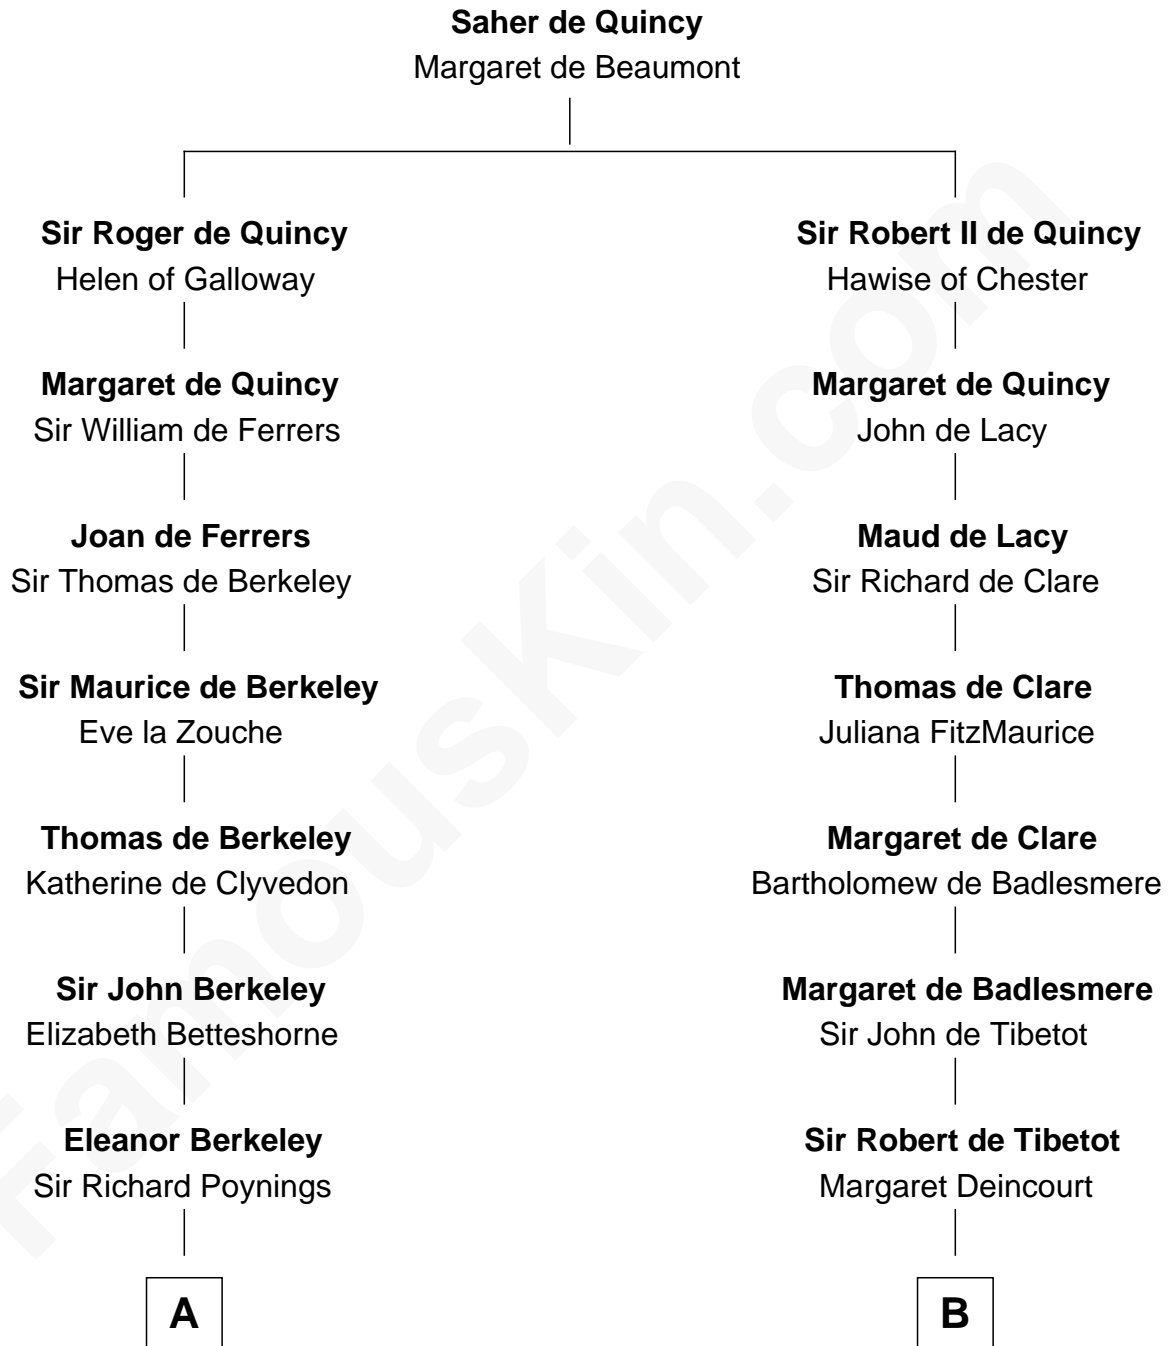 Saher de Quincy
Margaret de Beaumont
Sir Roger de Quincy
Helen of Galloway
Margaret de Quincy
Sir William de Ferrers
Joan de Ferrers
Sir Thomas de Berkeley
Sir Maurice de Berkeley
Eve la Zouche
Thomas de Berkeley
Katherine de Clyvedon
Sir John Berkeley
Elizabeth Betteshorne
Eleanor Berkeley
Sir Richard Poynings
A
Sir Robert II de Quincy
Hawise of Chester
Margaret de Quincy
John de Lacy
Maud de Lacy
Sir Richard de Clare
Thomas de Clare
Juliana FitzMaurice
Margaret de Clare
Bartholomew de Badlesmere
Margaret de Badlesmere
Sir John de Tibetot
Sir Robert de Tibetot
Margaret Deincourt
B
FamousKin.com